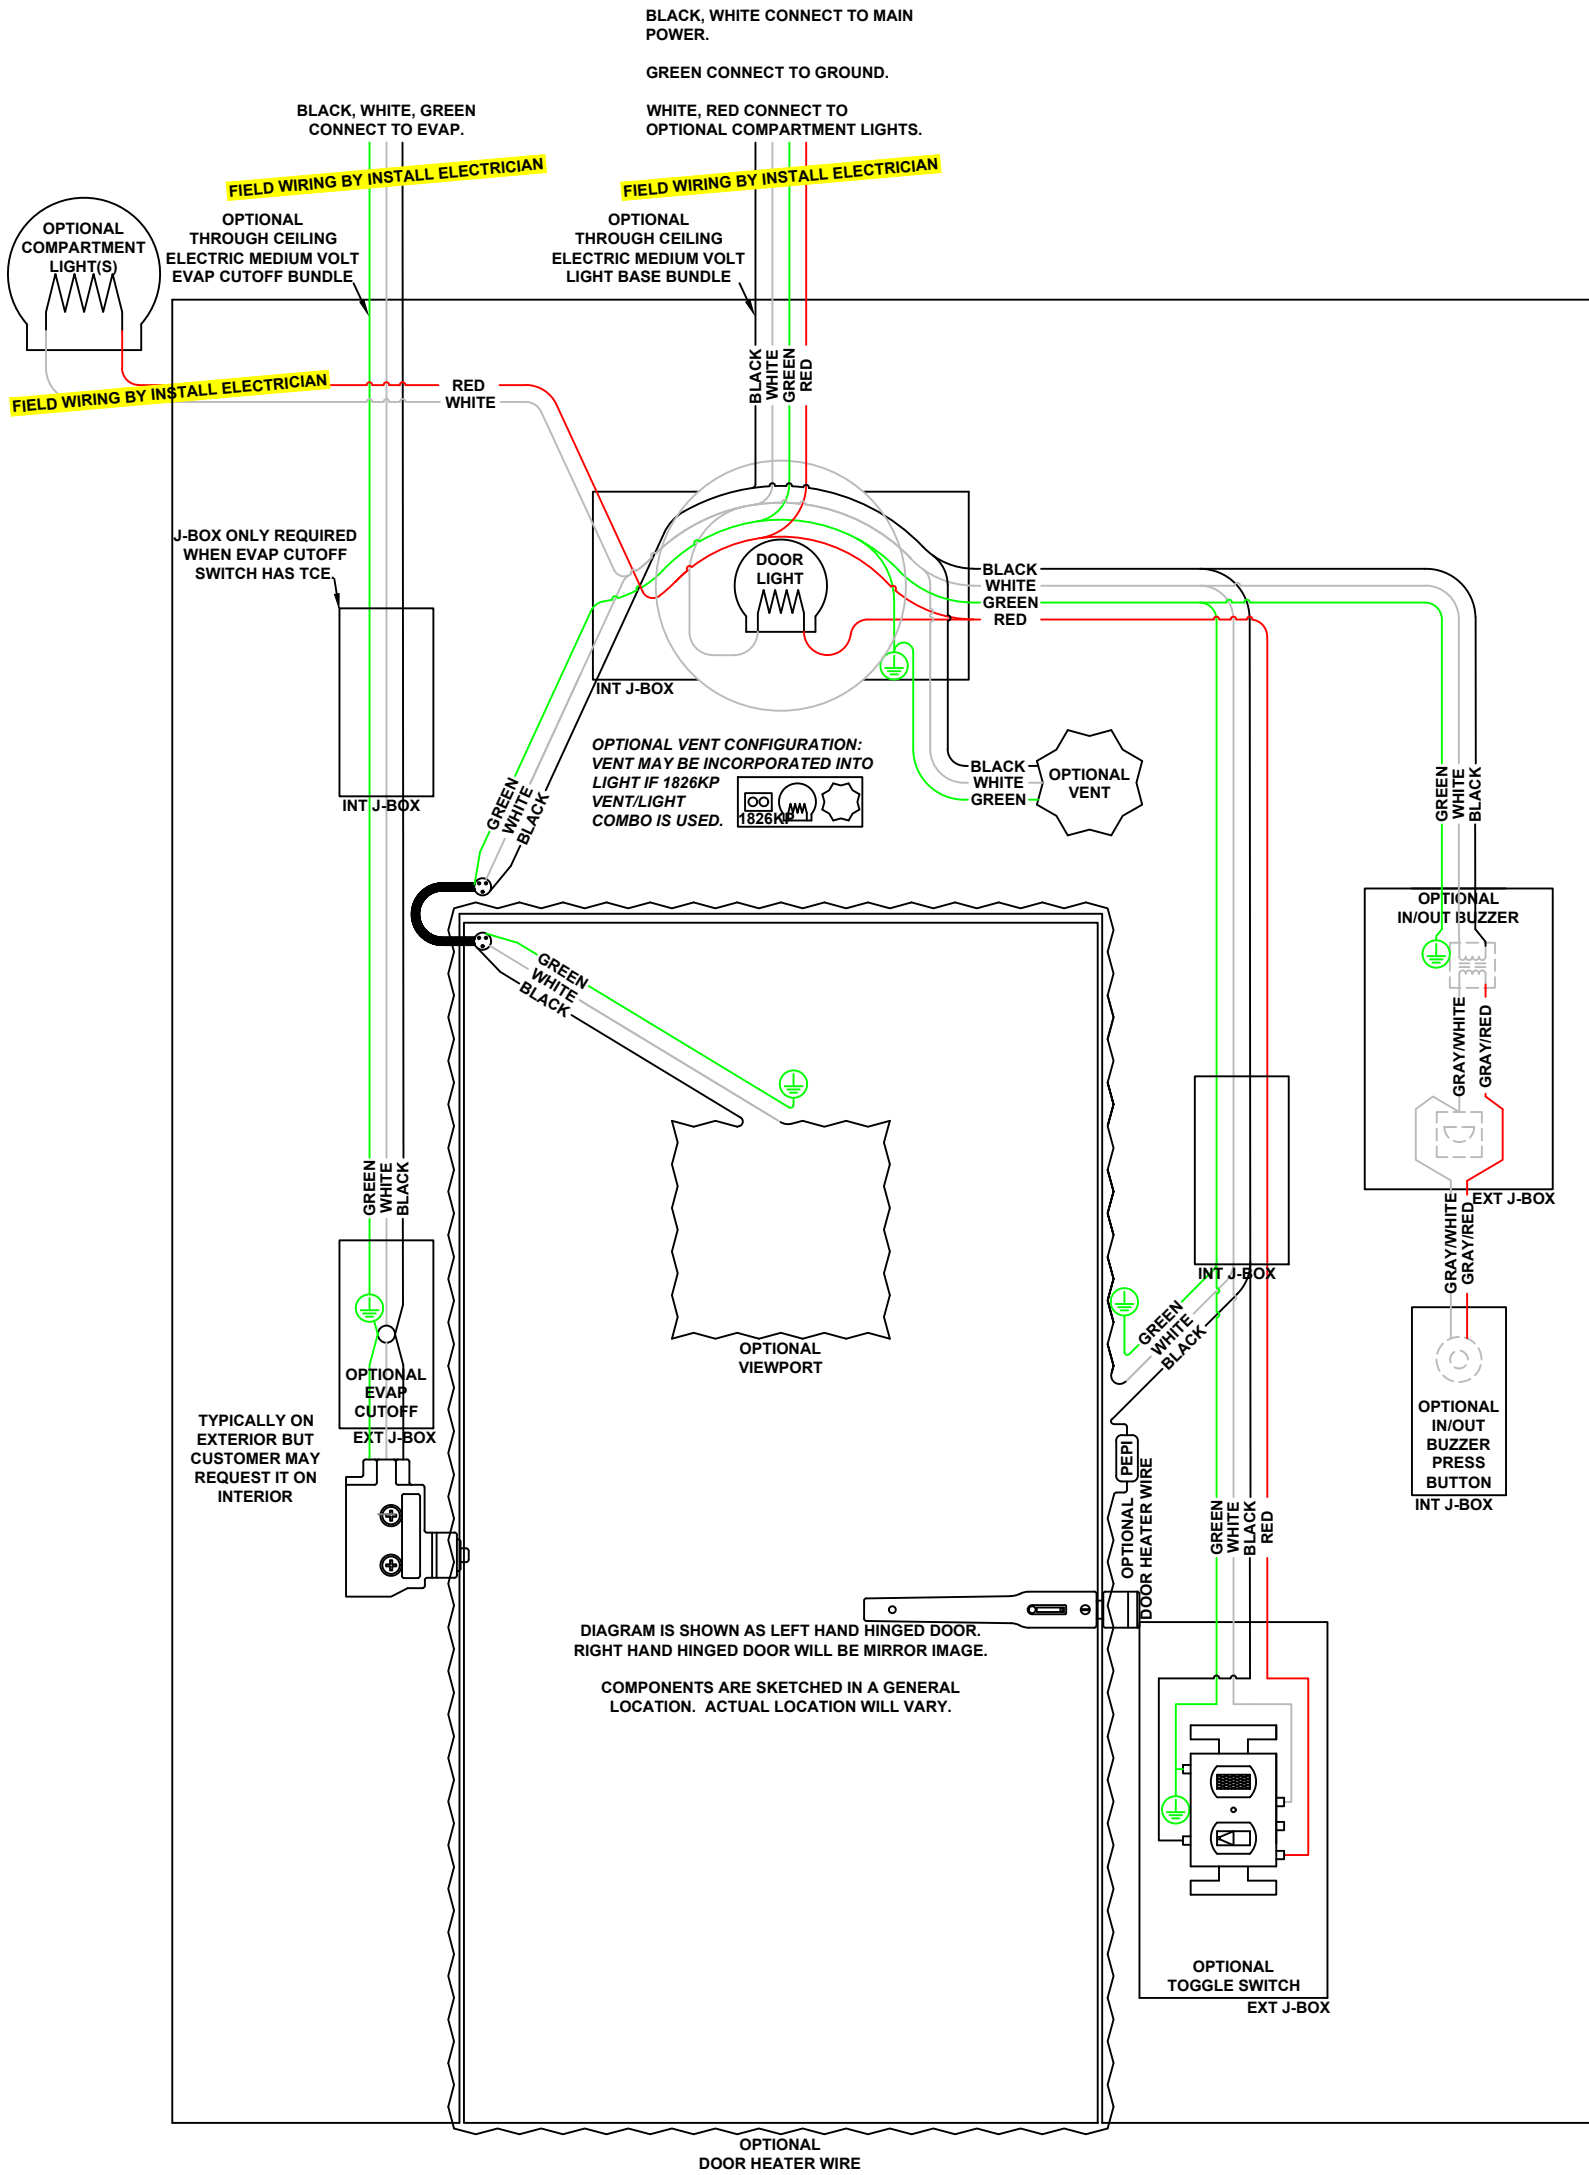 BLACK, WHITE CONNECT TO MAIN
POWER.
GREEN CONNECT TO GROUND.
WHITE, RED CONNECT TO
OPTIONAL COMPARTMENT LIGHTS.
BLACK, WHITE, GREEN
CONNECT TO EVAP.
FIELD WIRING BY INSTALL ELECTRICIAN
FIELD WIRING BY INSTALL ELECTRICIAN
OPTIONAL
COMPARTMENT
LIGHT(S)
OPTIONAL
THROUGH CEILING
ELECTRIC MEDIUM VOLT
EVAP CUTOFF BUNDLE
OPTIONAL
THROUGH CEILING
ELECTRIC MEDIUM VOLT
LIGHT BASE BUNDLE
FIELD WIRING BY INSTALL ELECTRICIAN
RED
WHITE
BLACK
WHITE
GREEN
RED
J-BOX ONLY REQUIRED
WHEN EVAP CUTOFF
SWITCH HAS TCE.
INT J-BOX
DOOR
LIGHT
INT J-BOX
BLACK
WHITE
GREEN
RED
OPTIONAL VENT CONFIGURATION:
VENT MAY BE INCORPORATED INTO
LIGHT IF 1826KP
VENT/LIGHT
COMBO IS USED.
1826KP
BLACK
WHITE
GREEN
OPTIONAL
VENT
GREEN
WHITE
BLACK
GREEN
WHITE
BLACK
GREEN
WHITE
BLACK
OPTIONAL
IN/OUT BUZZER
GRAY/WHITE
GRAY/RED
EXT J-BOX
GRAY/WHITE
GRAY/RED
OPTIONAL
IN/OUT
BUZZER
PRESS
BUTTON
INT J-BOX
GREEN
WHITE
BLACK
OPTIONAL
EVAP
CUTOFF
EXT J-BOX
TYPICALLY ON
EXTERIOR BUT
CUSTOMER MAY
REQUEST IT ON
INTERIOR
OPTIONAL
VIEWPORT
INT J-BOX
GREEN
WHITE
BLACK
PEPI
OPTIONAL
DOOR HEATER WIRE
GREEN
WHITE
BLACK
RED
DIAGRAM IS SHOWN AS LEFT HAND HINGED DOOR.
RIGHT HAND HINGED DOOR WILL BE MIRROR IMAGE.
COMPONENTS ARE SKETCHED IN A GENERAL
LOCATION. ACTUAL LOCATION WILL VARY.
OPTIONAL
TOGGLE SWITCH
EXT J-BOX
OPTIONAL
DOOR HEATER WIRE